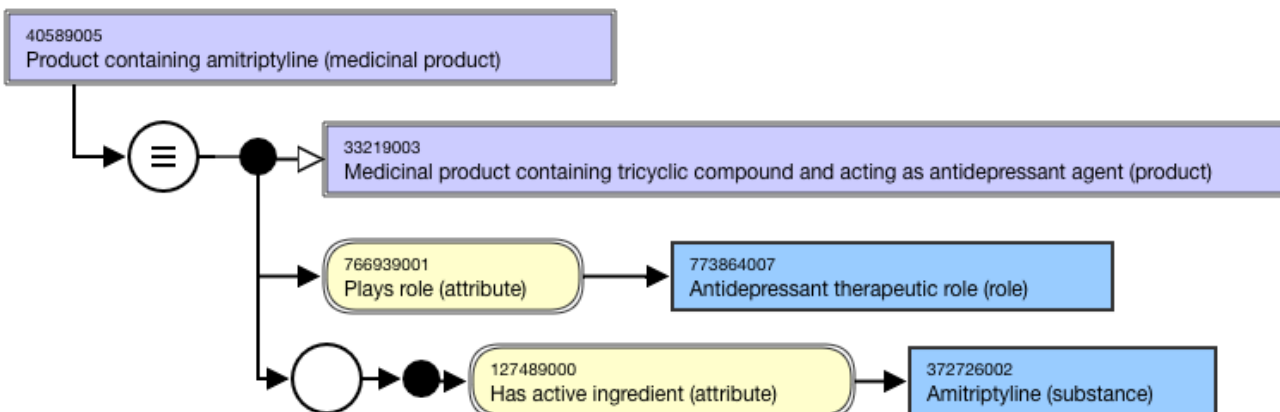 40589005
Product containing amitriptyline (medicinal product)
33219003
Medicinal product containing tricyclic compound and acting as antidepressant agent (product)
766939001
Plays role (attribute)
773864007
Antidepressant therapeutic role (role)
127489000
Has active ingredient (attribute)
372726002
Amitriptyline (substance)